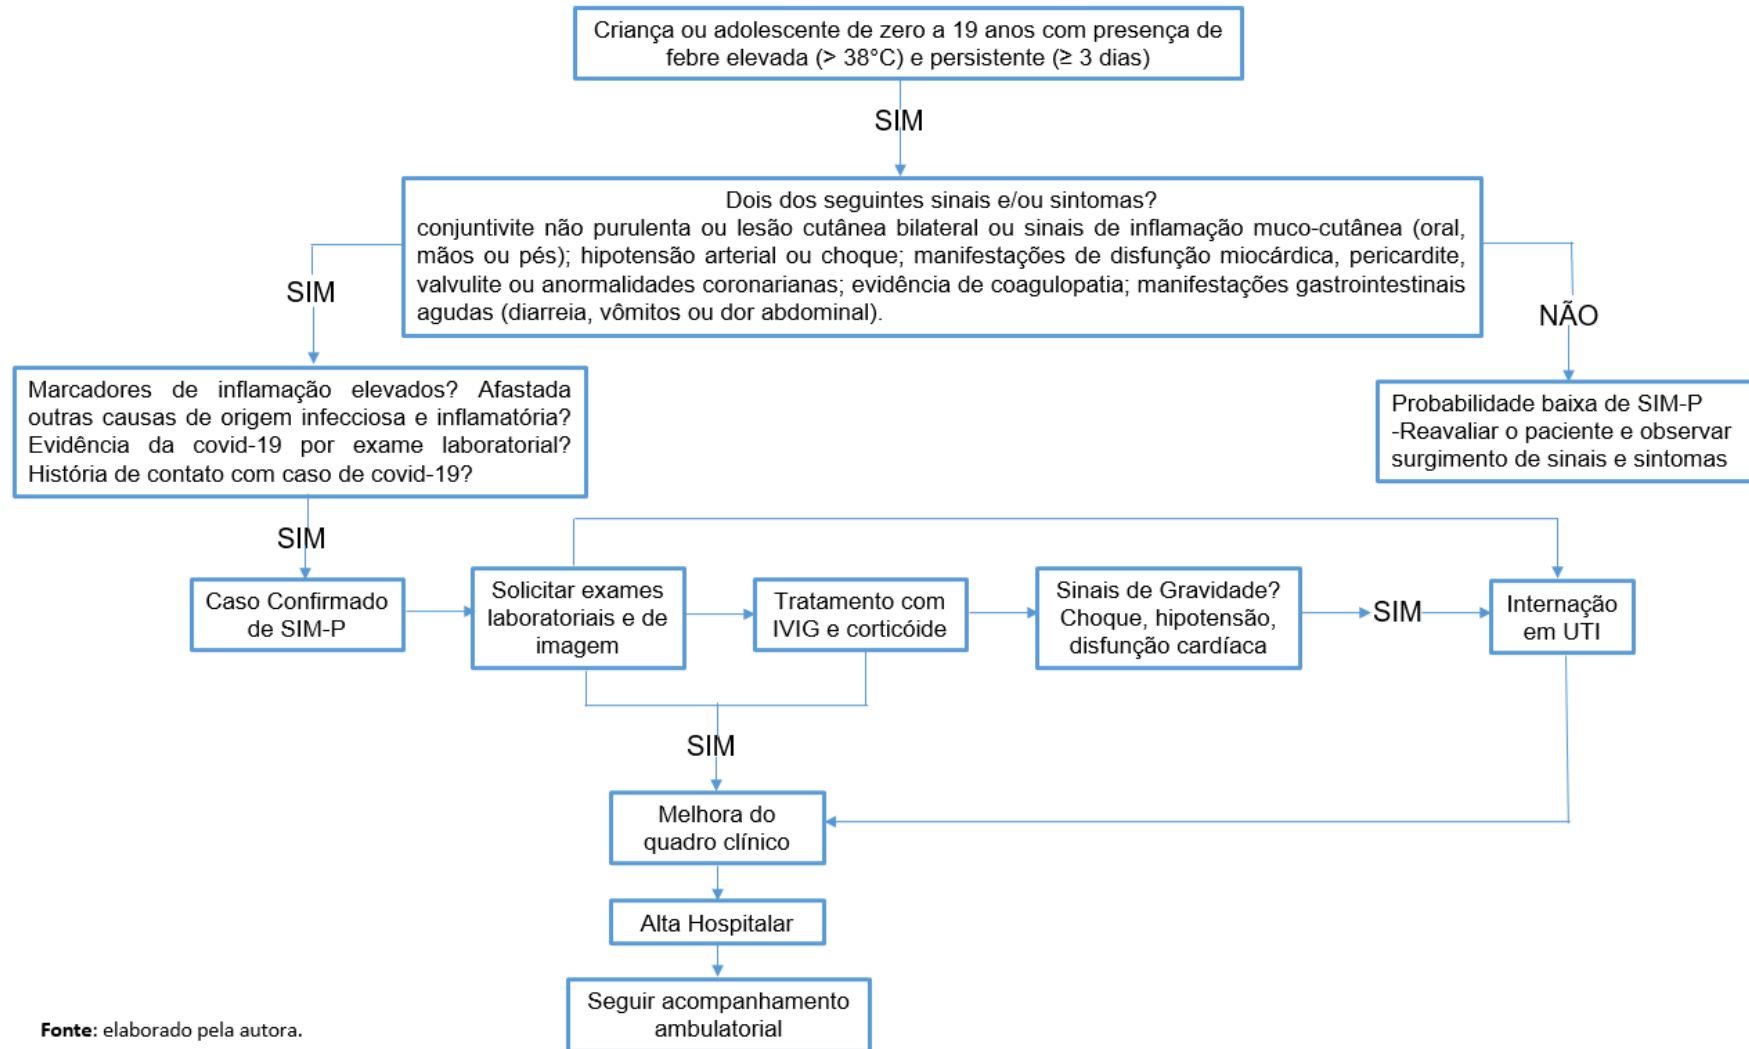 Criança ou adolescente de zero a 19 anos com presença de
febre elevada (> 38°C) e persistente (≥ 3 dias)
SIM
Dois dos seguintes sinais e/ou sintomas?
conjuntivite não purulenta ou lesão cutânea bilateral ou sinais de inflamação muco-cutânea (oral,
mãos ou pés); hipotensão arterial ou choque; manifestações de disfunção miocárdica, pericardite,
valvulite ou anormalidades coronarianas; evidência de coagulopatia; manifestações gastrointestinais
agudas (diarreia, vômitos ou dor abdominal).
SIM
NÃO
Marcadores de inflamação elevados? Afastada
outras causas de origem infecciosa e inflamatória?
Evidência da covid-19 por exame laboratorial?
História de contato com caso de covid-19?
Probabilidade baixa de SIM-P
-Reavaliar o paciente e observar
surgimento de sinais e sintomas
SIM
Caso Confirmado
de SIM-P
Solicitar exames
laboratoriais e de
imagem
Tratamento com
IVIG e corticóide
Sinais de Gravidade?
Choque, hipotensão,
disfunção cardíaca
SIM
Internação
em UTI
SIM
Melhora do
quadro clínico
Alta Hospitalar
Seguir acompanhamento
ambulatorial
Fonte: elaborado pela autora.